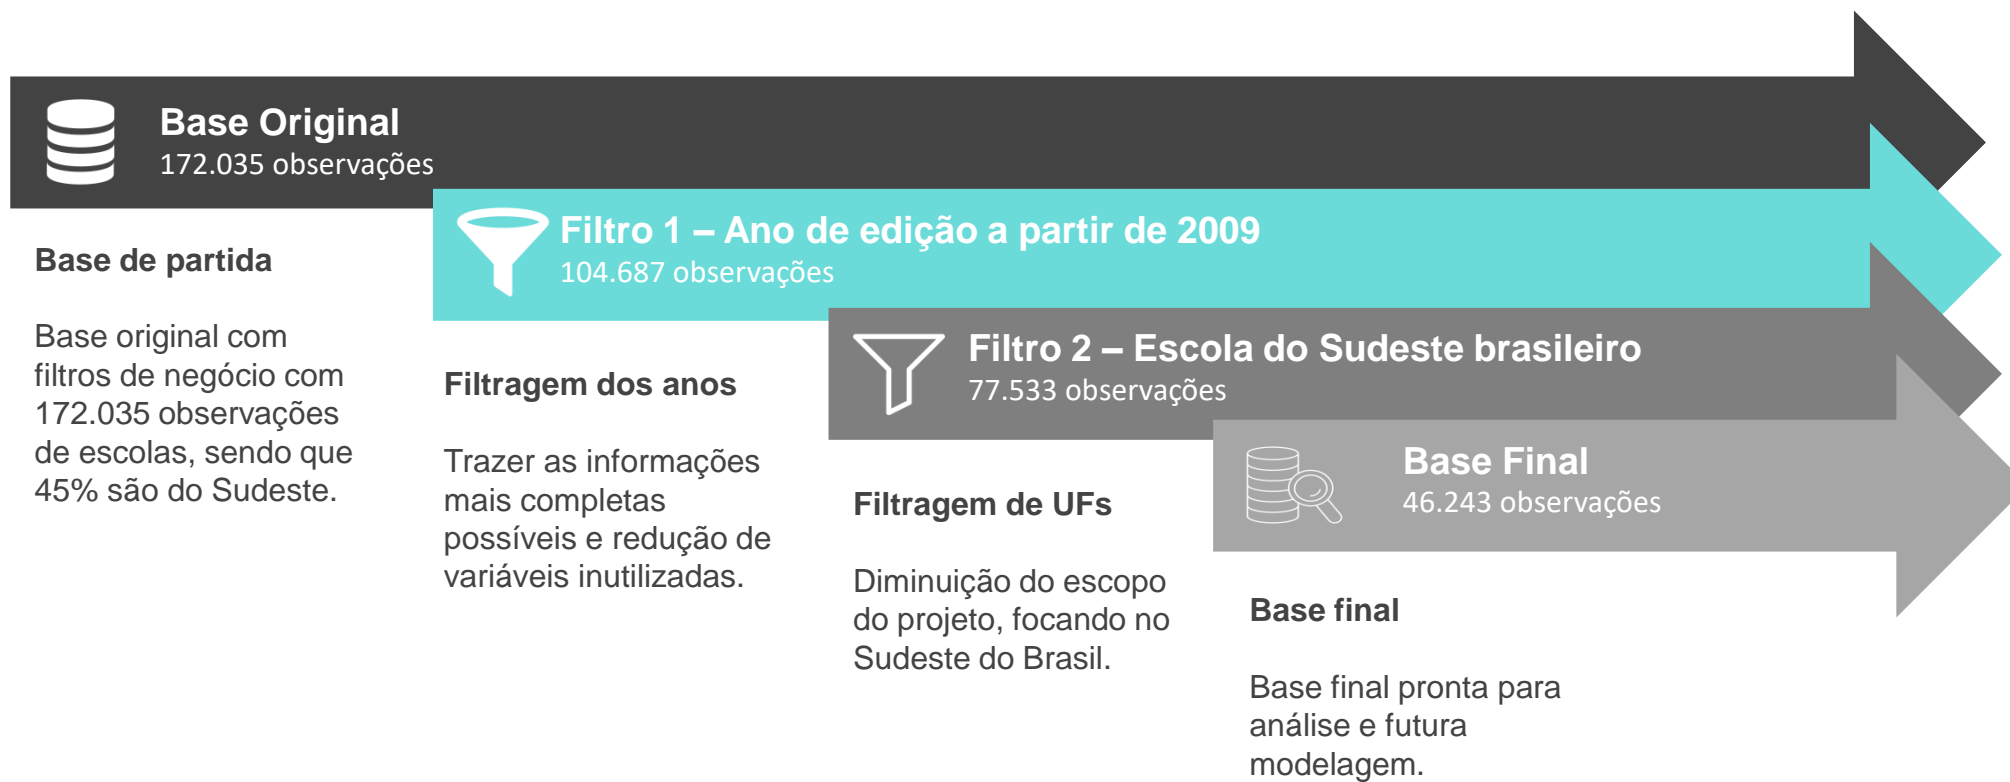 Base Original
172.035 observações
Filtro 1 – Ano de edição a partir de 2009
104.687 observações
Base de partida
Base original com
filtros de negócio com
172.035 observações
de escolas, sendo que
45% são do Sudeste.
Filtro 2 – Escola do Sudeste brasileiro
77.533 observações
Filtragem dos anos
Trazer as informações
mais completas
possíveis e redução de
variáveis inutilizadas.
Base Final
46.243 observações
Filtragem de UFs
Diminuição do escopo
do projeto, focando no
Sudeste do Brasil.
Base final
Base final pronta para
análise e futura
modelagem.